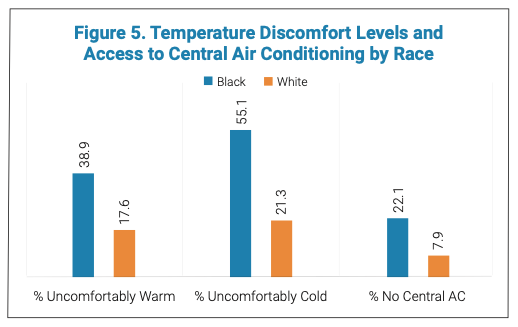 Figure 5. Temperature Discomfort Levels and
Access to Central Air Conditioning by Race
Black White
38.9
17.6
55.1
21.3
22.1
7.9
% Uncomfortably Warm % Uncomfortably Cold % No Central AC